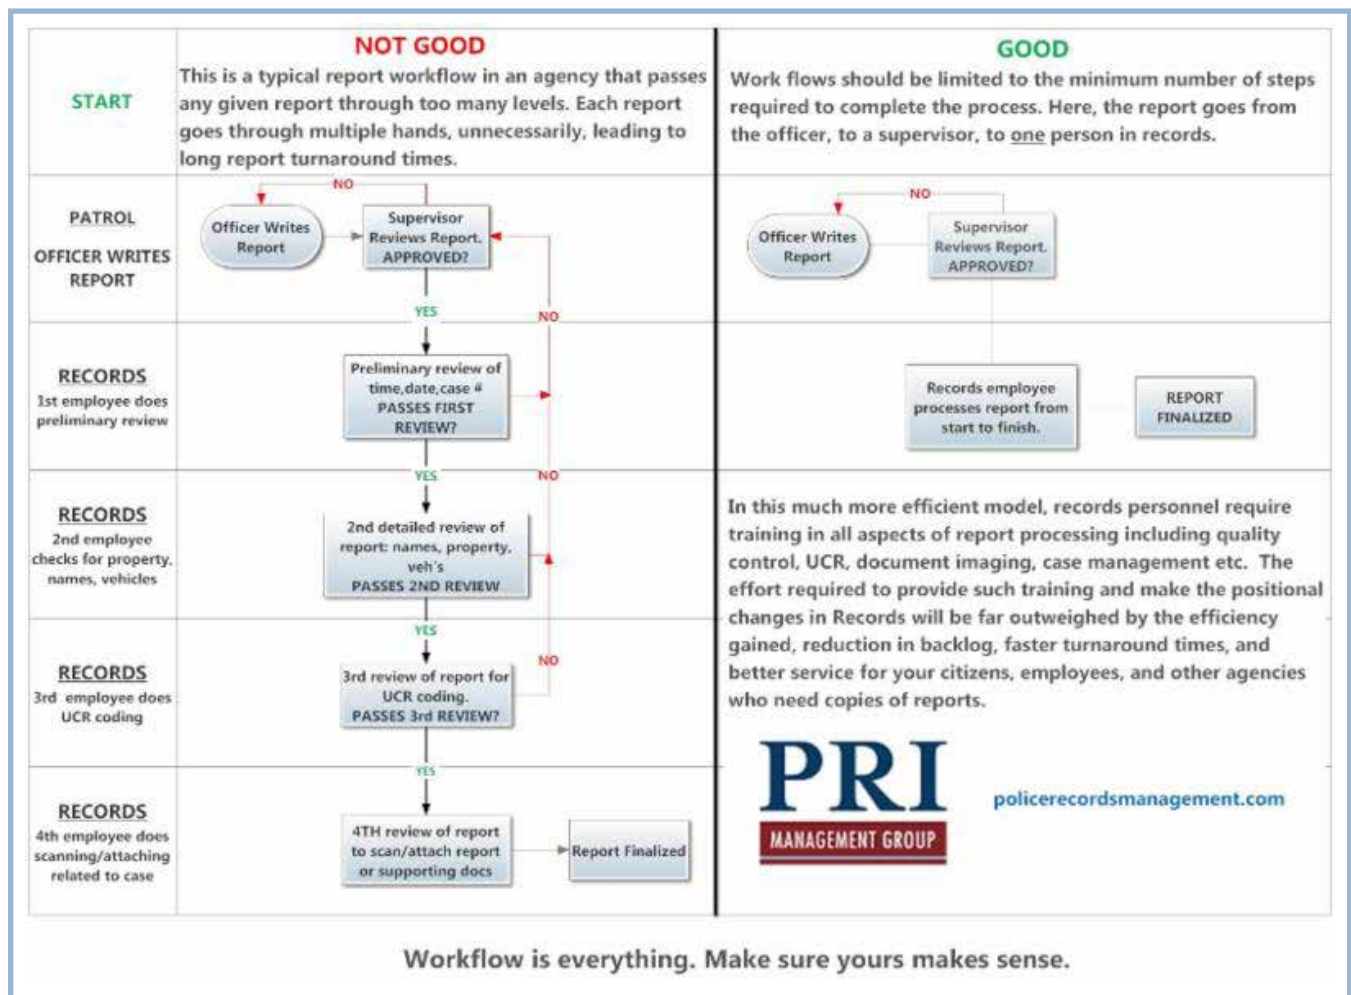 START
NOT GOOD
This is a typical report workflow in an agency that passes
any given report through too many levels. Each report
goes through multiple hands, unnecessarily, leading to
long report turnaround times.
GOOD
Work flows should be limited to the minimum number of steps
required to complete the process. Here, the report goes from
the officer, to a supervisor, to one person in records.
PATROL
OFFICER WRITES
REPORT
NO
Officer Writes
Report
Supervisor
Reviews Report.
APPROVED?
YES
NO
NO
Officer Writes
Report
Supervisor
Reviews Report.
APPROVED?
RECORDS
1st employee does
preliminary review
Preliminary review of
time,date,case #
PASSES FIRST
REVIEW?
YES
NO
Records employee
processes report from
start to finish.
REPORT
FINALIZED
RECORDS
2nd employee
checks for property,
names, vehicles
2nd detailed review of
report: names, property,
veh's
PASSES 2ND REVIEW
YES
NO
In this much more efficient model, records personnel require
training in all aspects of report processing including quality
control, UCR, document imaging, case management etc. The
effort required to provide such training and make the positional
changes in Records will be far outweighed by the efficiency
gained, reduction in backlog, faster turnaround times, and
better service for your citizens, employees, and other agencies
who need copies of reports.
RECORDS
3rd employee does
UCR coding
3rd review of report for
UCR coding.
PASSES 3rd REVIEW?
YES
RECORDS
4th employee does
scanning/attaching
related to case
4TH review of report
to scan/attach report
or supporting docs
Report Finalized
PRI
MANAGEMENT GROUP
policerecordsmanagement.com
Workflow is everything. Make sure yours makes sense.